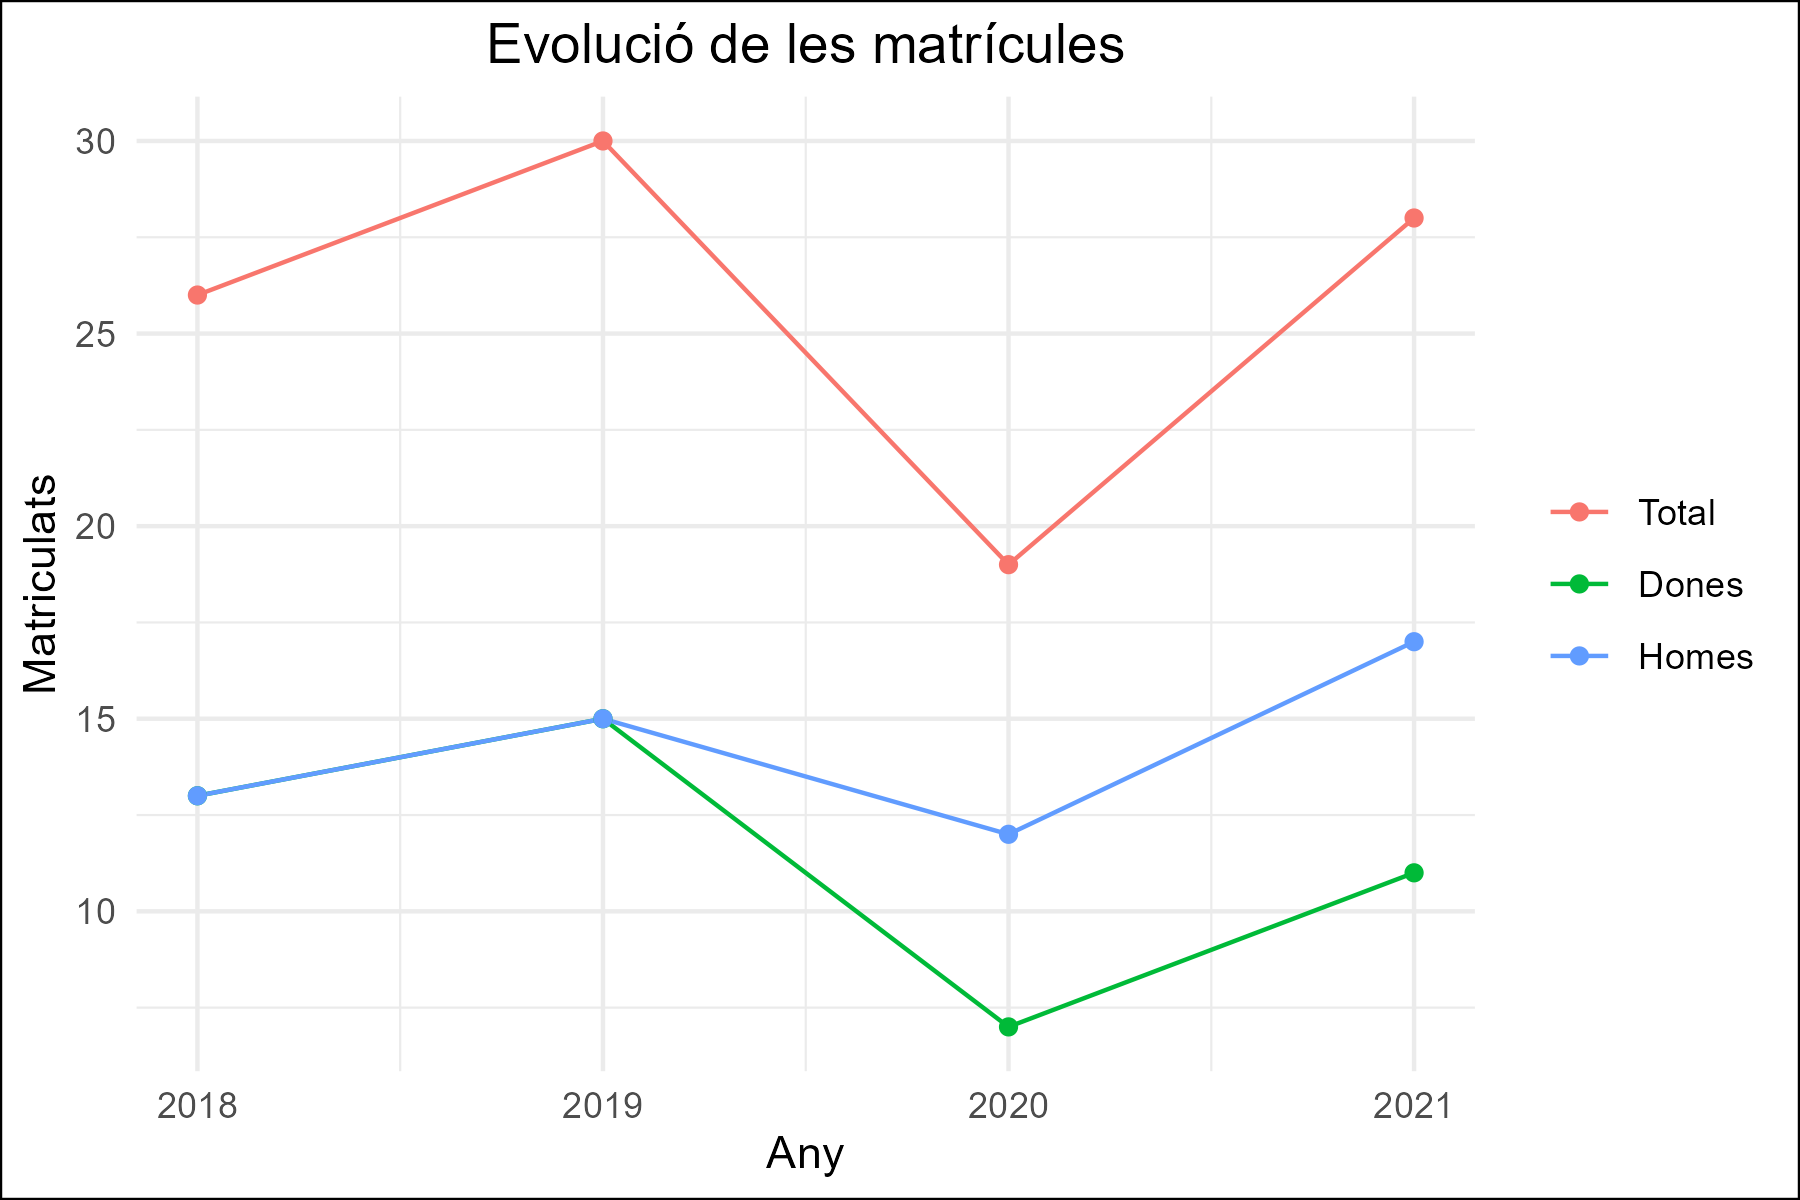 Evolució de les matrícules
30
25
20
15
10
Matriculats
2018 2019 2020 2021
Any
Total
Dones
Homes